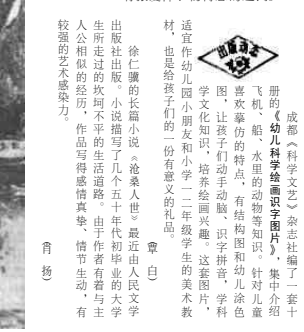 出版动态
成都《科学文艺》杂志社编了一套十
册的《幼儿科学绘画识字图片》，集中介绍
飞机、船、水里的动物等知识。针对儿童
喜欢摹仿的特点，有结构图和幼儿涂色
图，让孩子们动手动脑、识字拼音，学科
学文化知识，培养绘画兴趣。这套图片，
适宜作幼儿园小朋友和小学一二年级学生的美术教
材，也是给孩子们的一份有意义的礼品。
（章 白）
徐仁骥的长篇小说《沧桑人世》最近由人民文学
出版社出版。小说描写了几个五十年代初毕业的大学
生所走过的坎坷不平的生活道路。由于作者有着与主
人公相似的经历，作品写得感情真挚、情节生动，有
较强的艺术感染力。
（肖 扬）